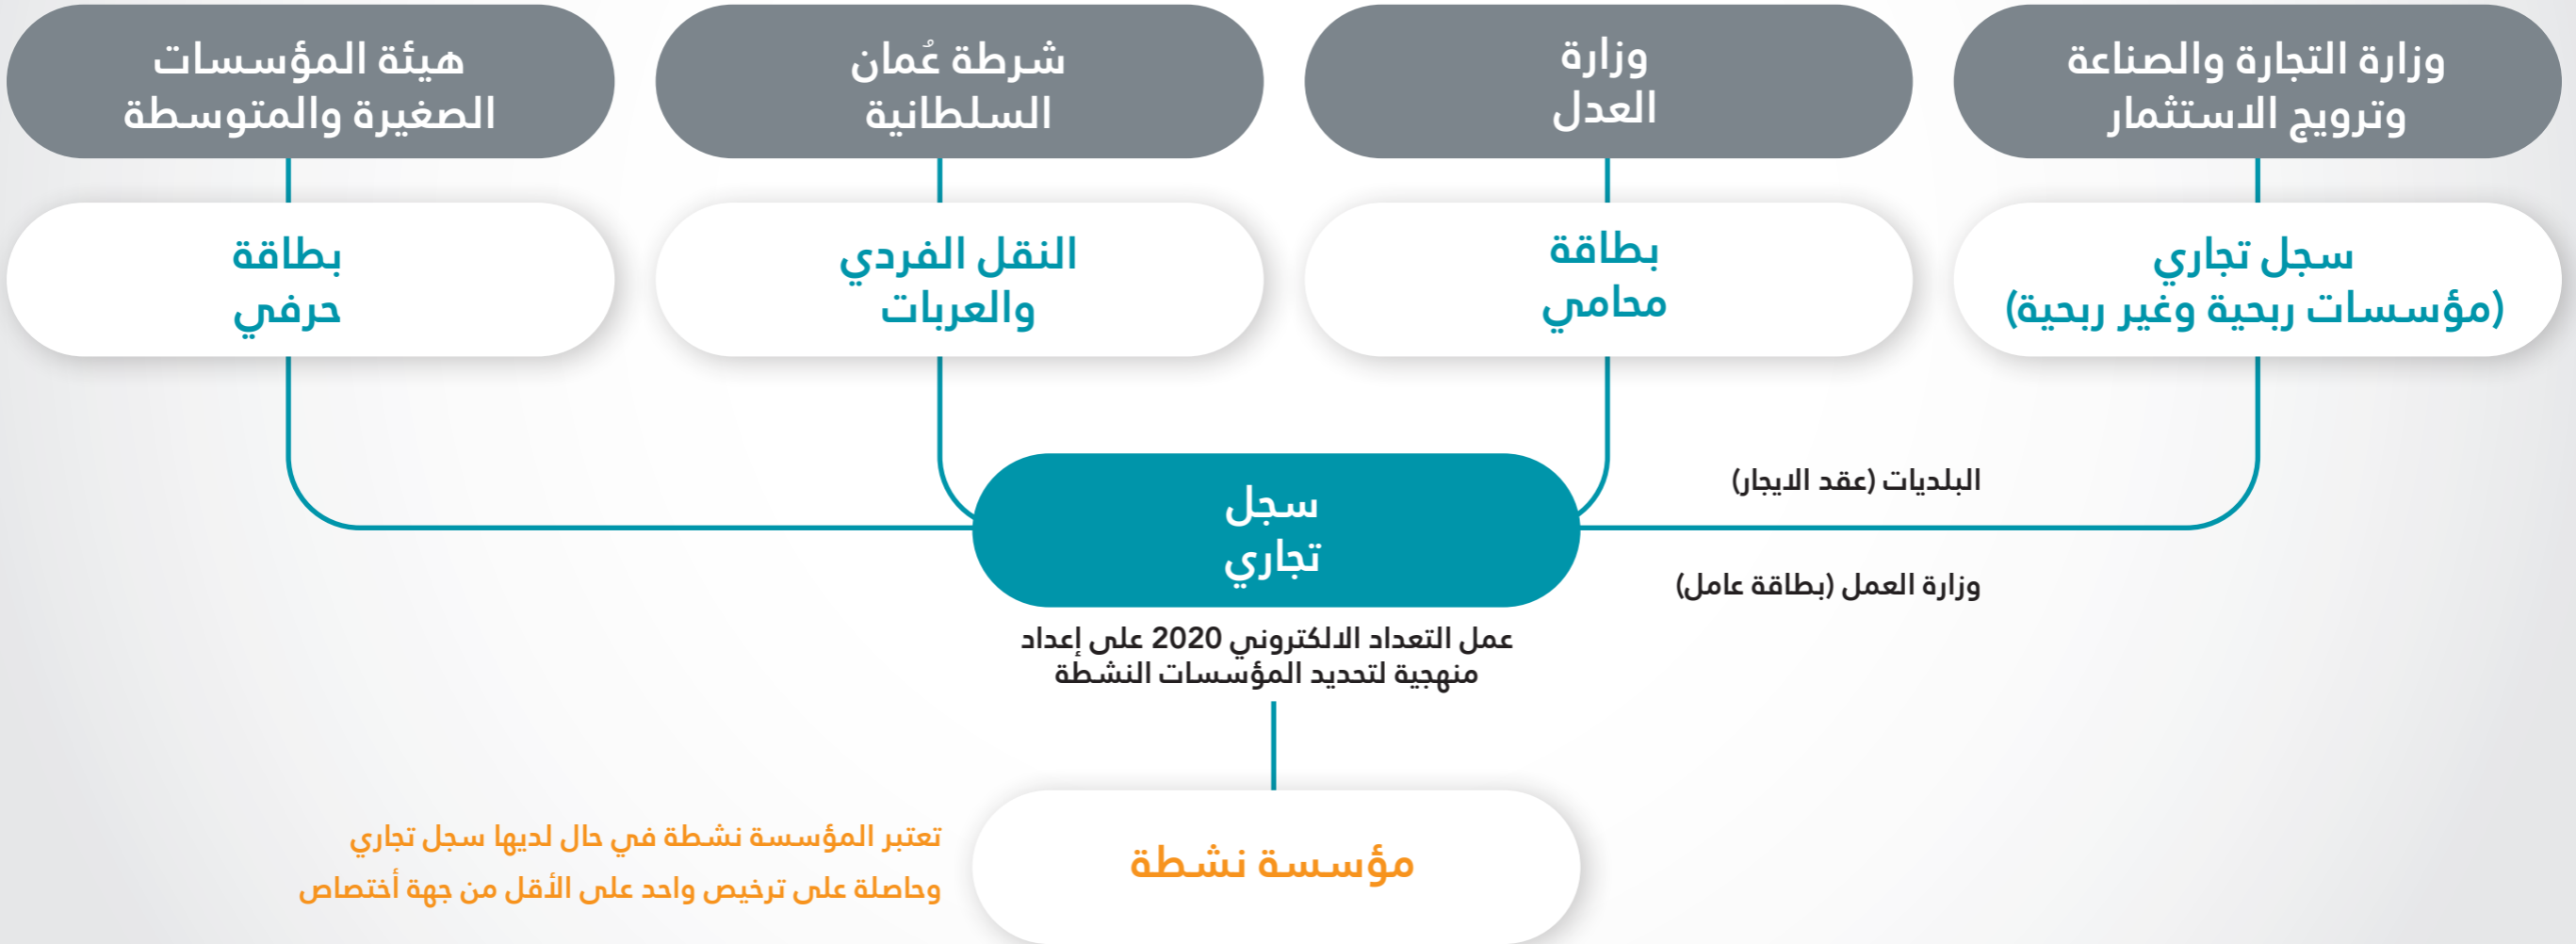 وزارة التجارة والصناعة
وترويج الاستثمار
وزارة
العدل
شرطة عُمان
السلطانية
هيئة المؤسسات
الصغيرة والمتوسطة
سجل تجاري
(مؤسسات ربحية وغير ربحية)
بطاقة
محامي
النقل الفردي
والعربات
بطاقة
حرفي
البلديات (عقد الايجار)
سجل
تجاري
وزارة العمل (بطاقة عامل)
عمل التعداد الالكتروني 2020 على إعداد
منهجية لتحديد المؤسسات النشطة
مؤسسة نشطة
تعتبر المؤسسة نشطة في حال لديها سجل تجاري
وحاصلة على ترخيص واحد على الأقل من جهة أختصاص